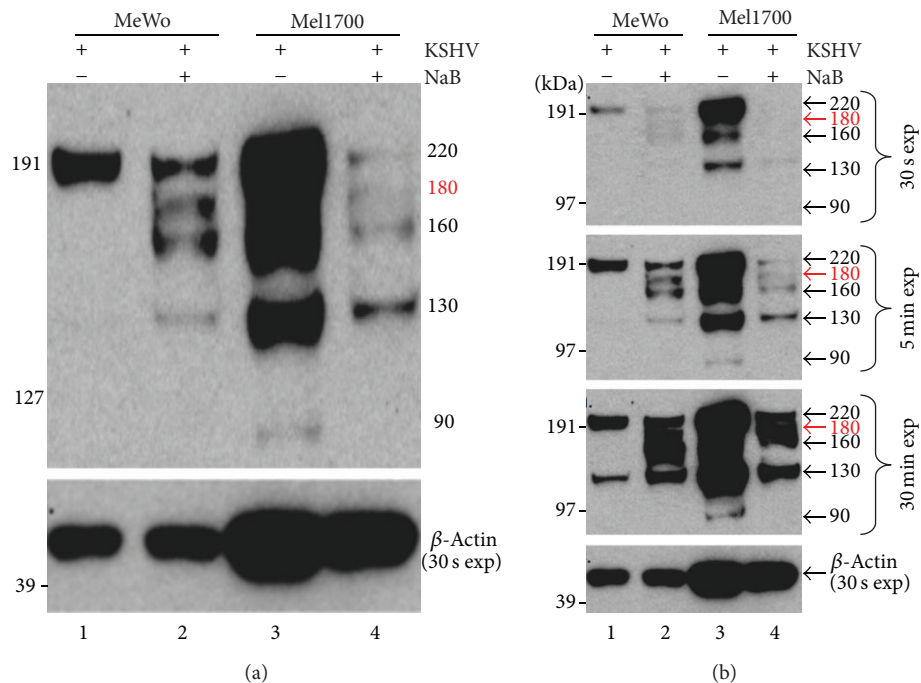 MeWo Mel1700
+ + + + KSHV
− + − + NaB
191
220
180
160
130
127
90
β-Actin
(30 s exp)
39
1 2 3 4
(a)
MeWo Mel1700
+ + + + KSHV
− + − + NaB
(kDa)
191
97
220
180
160
130
90
30 s exp
191
97
220
180
160
130
90
5 min exp
191
97
220
180
160
130
90
30 min exp
β-Actin
(30 s exp)
39
1 2 3 4
(b)